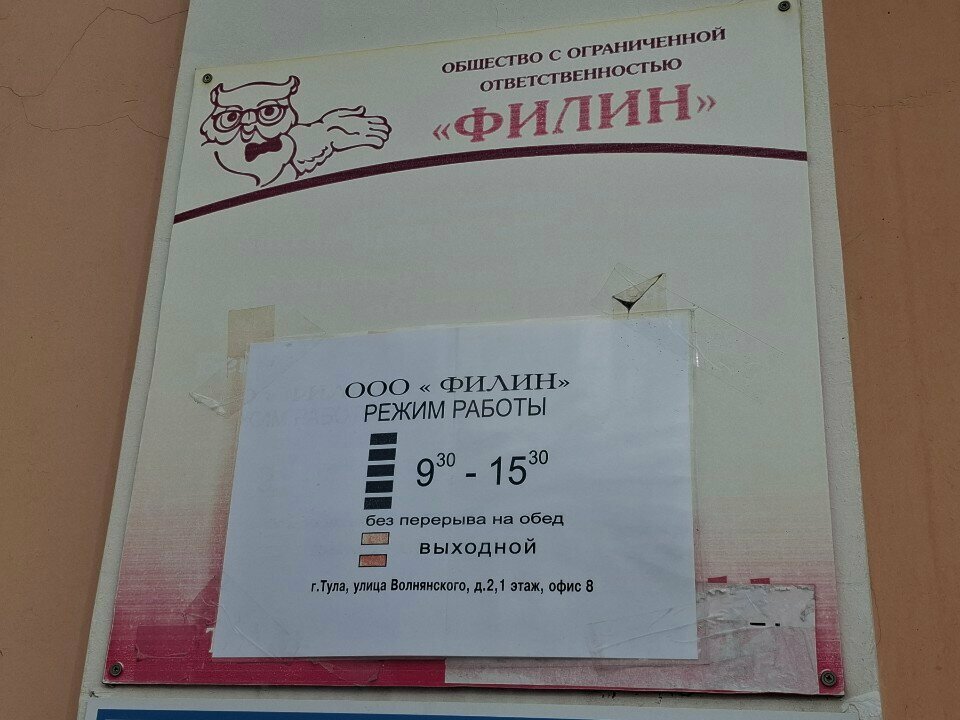 ОБЩЕСТВО С ОГРАНИЧЕННОЙ
ОТВЕТСТВЕННОСТЬЮ
«ФИЛИН»
ООО « ФИЛИН»
РЕЖИМ РАБОТЫ
9³⁰ - 15³⁰
без перерыва на обед
выходной
г.Тула, улица Волнянского, д.2,1 этаж, офис 8